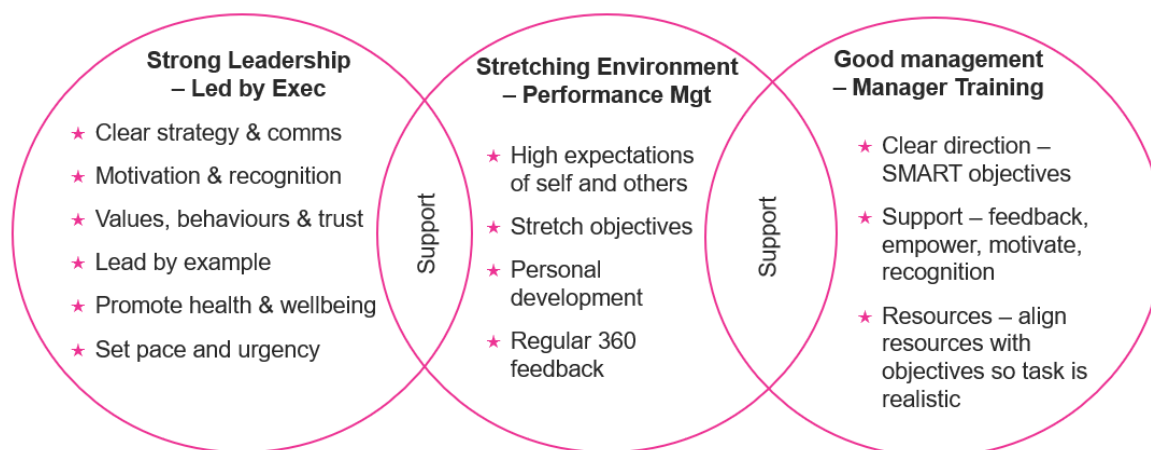 Strong Leadership
– Led by Exec
★ Clear strategy & comms
★ Motivation & recognition
★ Values, behaviours & trust
★ Lead by example
★ Promote health & wellbeing
★ Set pace and urgency
Support
Stretching Environment
– Performance Mgt
★ High expectations
of self and others
★ Stretch objectives
★ Personal
development
★ Regular 360
feedback
Support
Good management
– Manager Training
★ Clear direction –
SMART objectives
★ Support – feedback,
empower, motivate,
recognition
★ Resources – align
resources with
objectives so task is
realistic